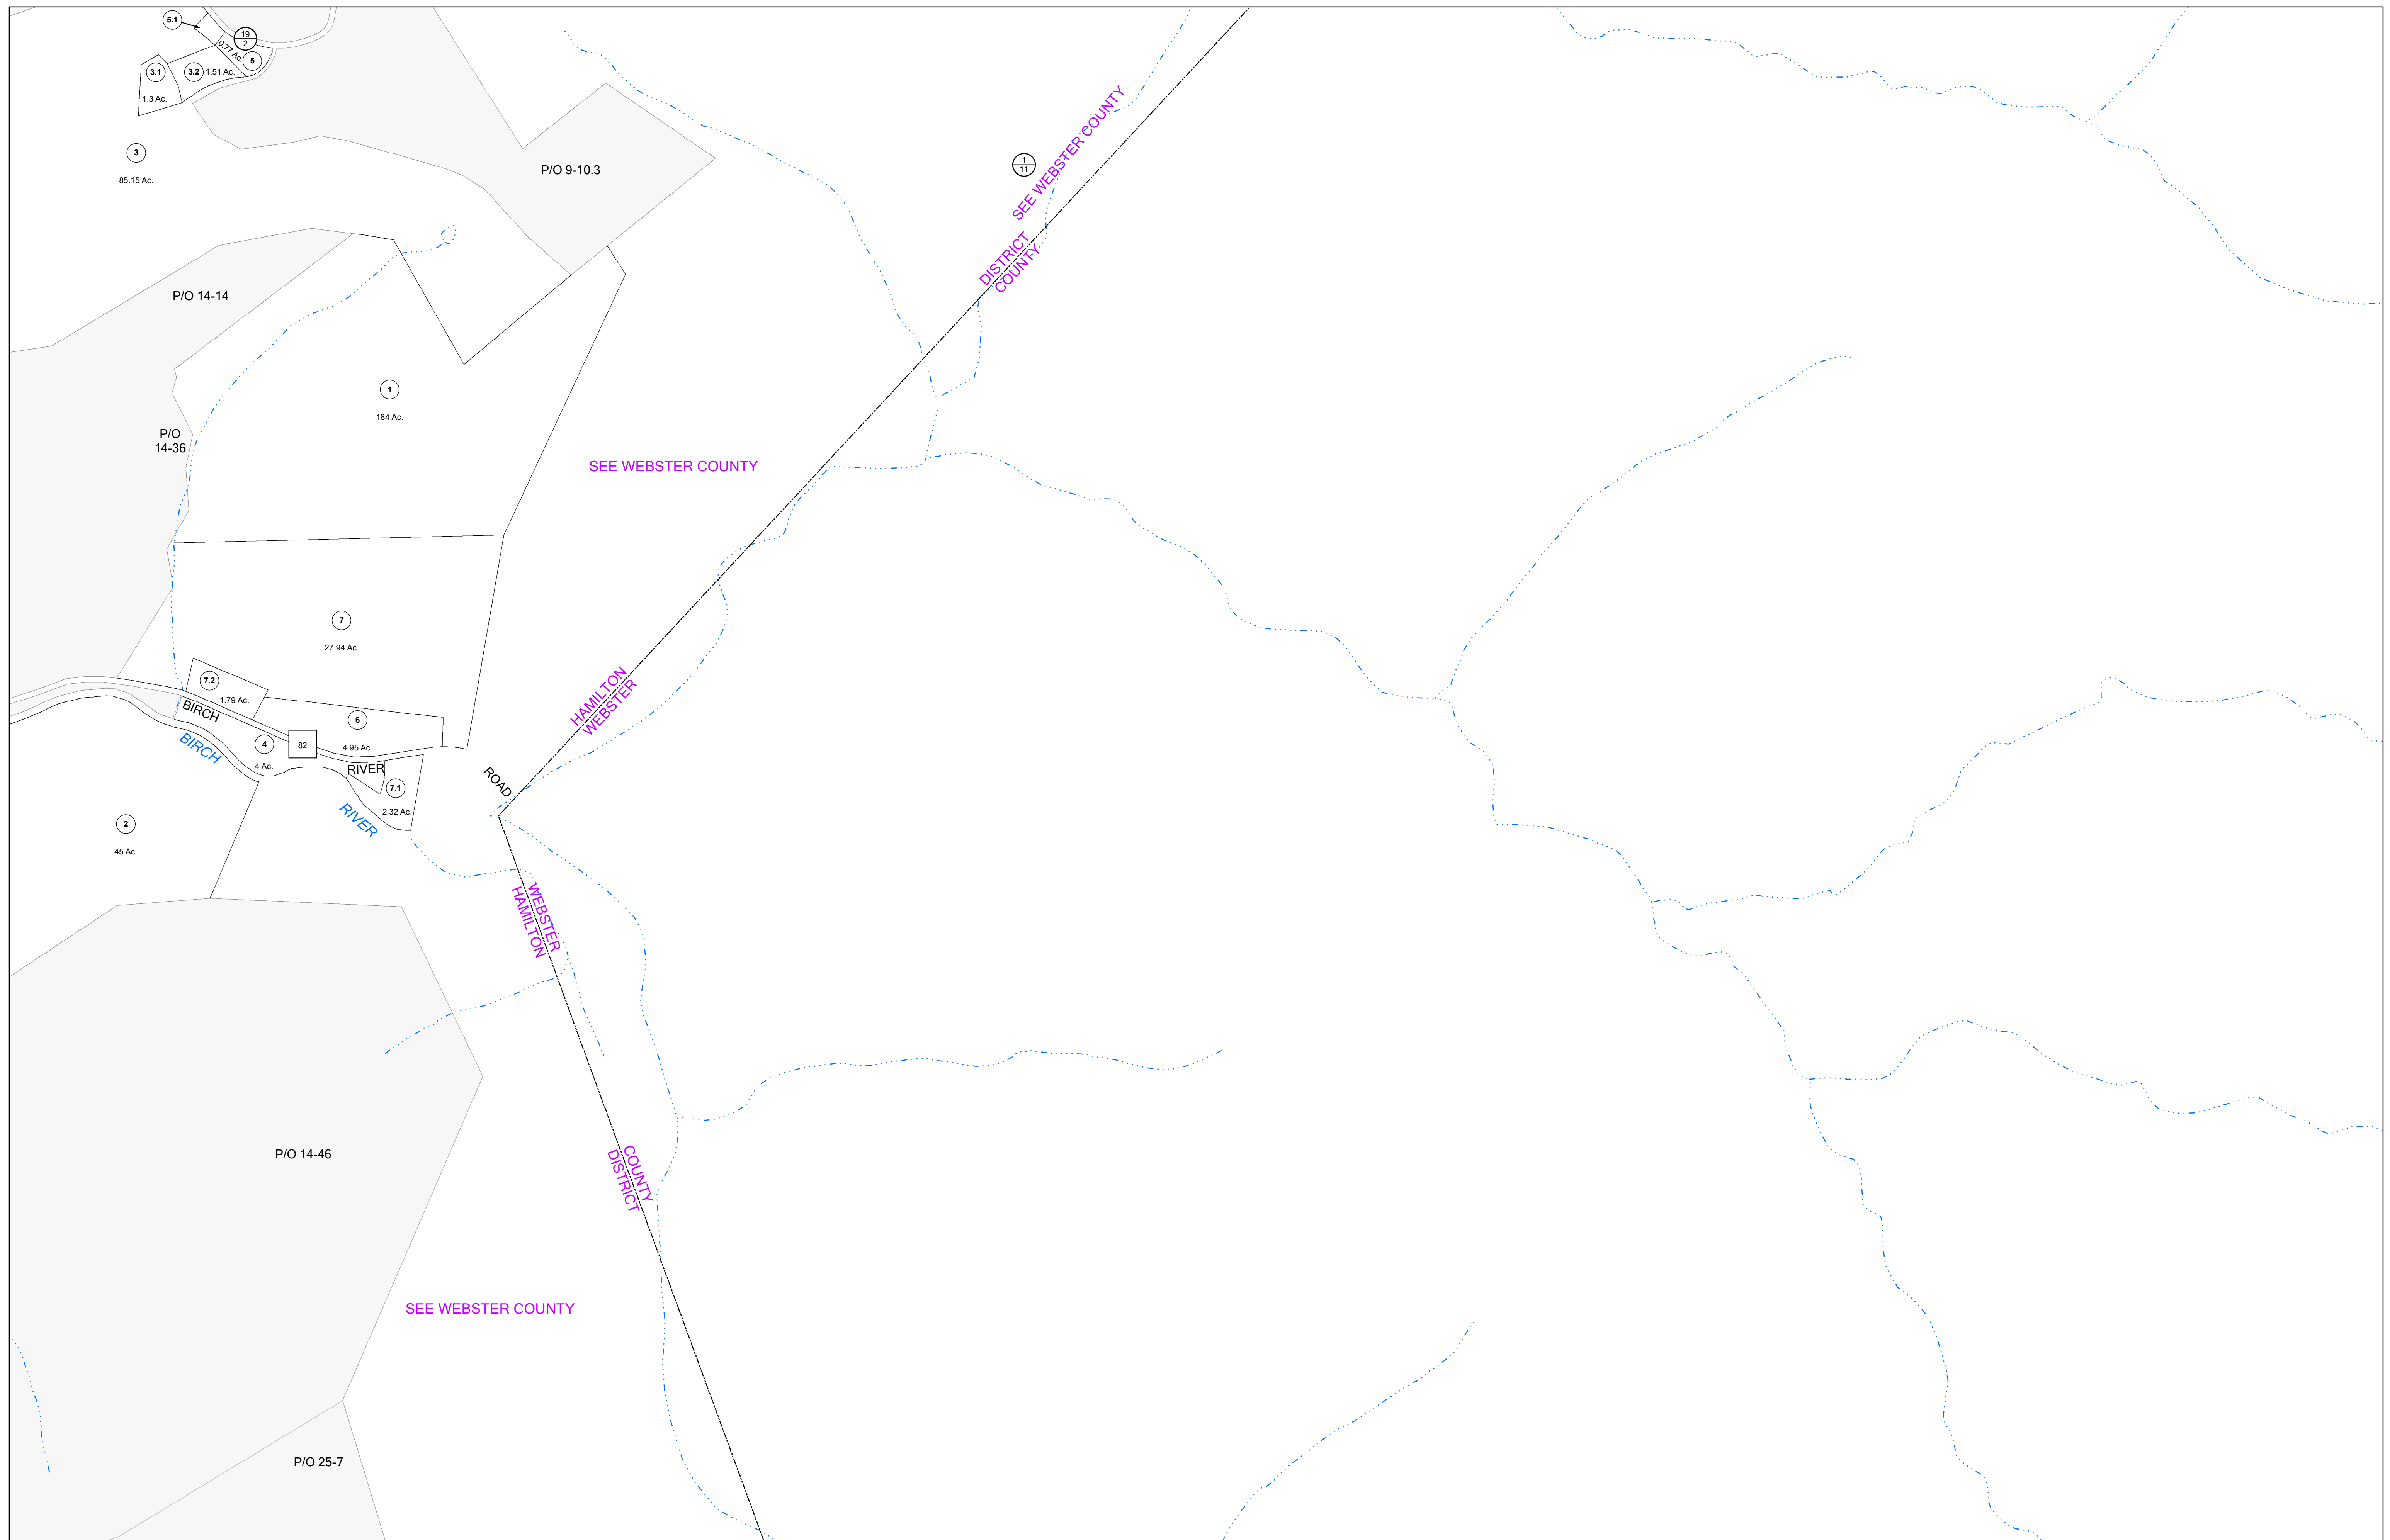 5.1
19
2
0.77 Ac.
5
3.1
3.2
1.51 Ac.
1.3 Ac.
3
85.15 Ac.
P/O 9-10.3
1
11
SEE WEBSTER COUNTY
DISTRICT
COUNTY
P/O 14-14
1
184 Ac.
P/O
14-36
SEE WEBSTER COUNTY
7
27.94 Ac.
7.2
1.79 Ac.
HAMILTON
WEBSTER
BIRCH
6
4.95 Ac.
BIRCH
4
82
4 Ac.
RIVER
ROAD
7.1
2.32 Ac.
RIVER
2
45 Ac.
WEBSTER
HAMILTON
P/O 14-46
COUNTY
DISTRICT
SEE WEBSTER COUNTY
P/O 25-7